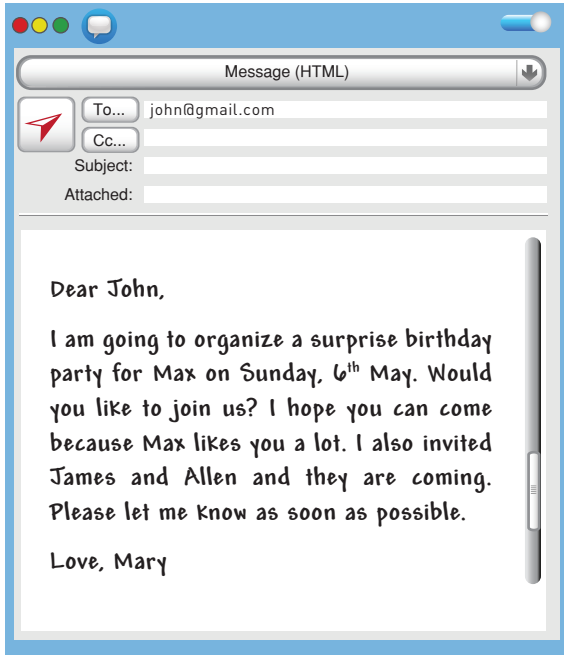 Message (HTML)
To... john@gmail.com
Cc...
Subject:
Attached:
Dear John,
I am going to organize a surprise birthday
party for Max on Sunday, 6th May. Would
you like to join us? I hope you can come
because Max likes you a lot. I also invited
James and Allen and they are coming.
Please let me know as soon as possible.
Love, Mary